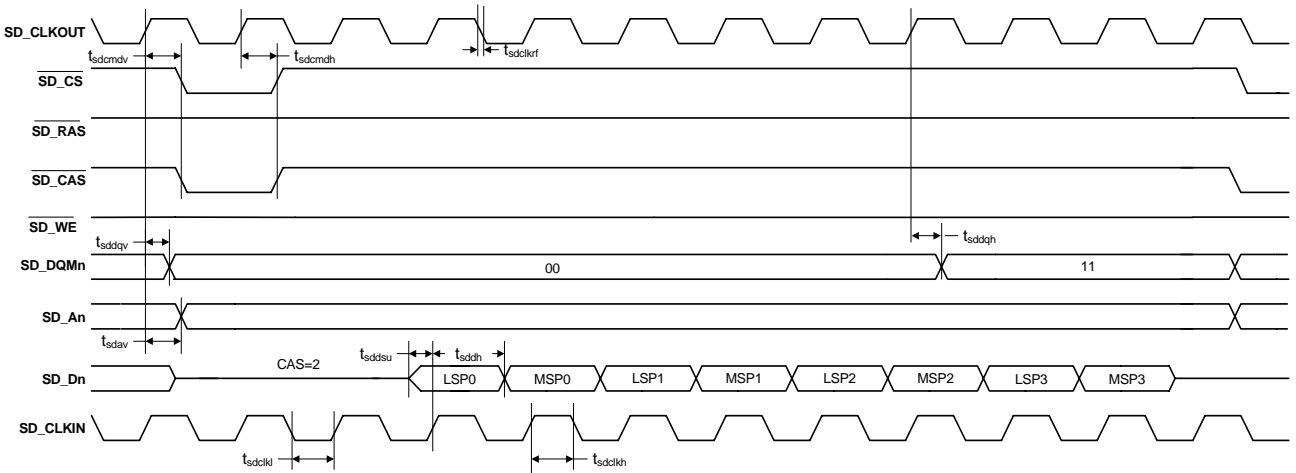 SD_CLKOUT
t_sdcmdv
t_sdcmdh
t_sdclkrf
SD_CS
SD_RAS
SD_CAS
SD_WE
t_sddqv
t_sddqh
SD_DQMn
00
11
SD_An
t_sdav
t_sddsu
t_sddh
CAS=2
SD_Dn
LSP0 MSP0 LSP1 MSP1 LSP2 MSP2 LSP3 MSP3
SD_CLKIN
t_sdclkl
t_sdclkh